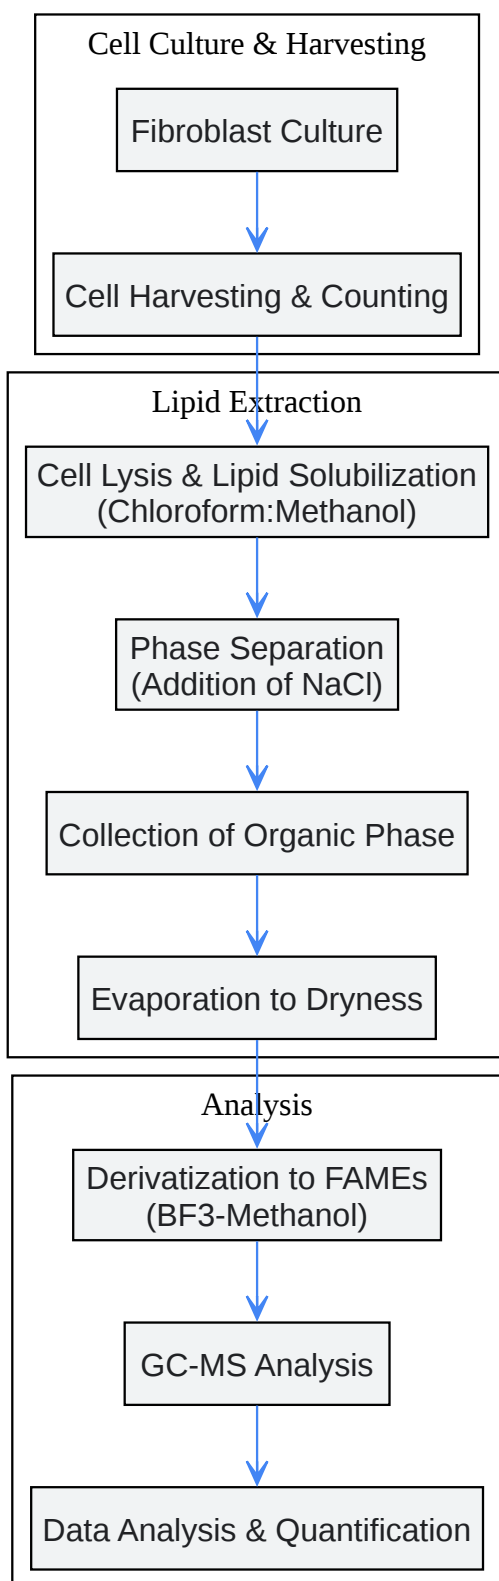 Cell Culture & Harvesting
Fibroblast Culture
Cell Harvesting & Counting
Lipid Extraction
Cell Lysis & Lipid Solubilization
(Chloroform:Methanol)
Phase Separation
(Addition of NaCl)
Collection of Organic Phase
Evaporation to Dryness
Analysis
Derivatization to FAMEs
(BF3-Methanol)
GC-MS Analysis
Data Analysis & Quantification